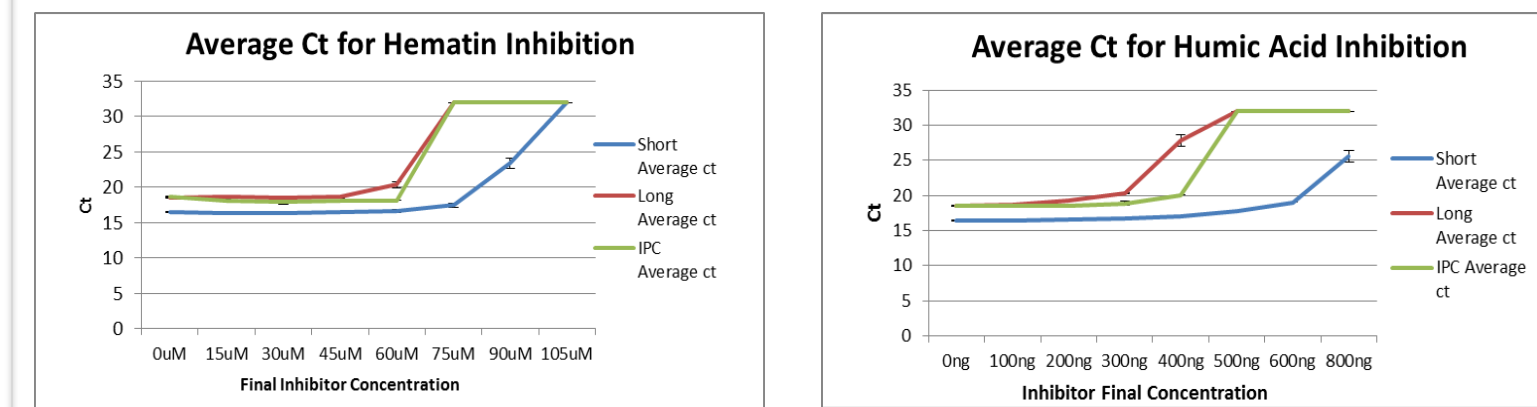 Average Ct for Hematin Inhibition
35
30
25
20
15
10
5
0
Ct
0uM 15uM 30uM 45uM 60uM 75uM 90uM 105uM
Final Inhibitor Concentration
Short
Average ct
Long
Average ct
IPC
Average ct
Average Ct for Humic Acid Inhibition
35
30
25
20
15
10
5
0
Ct
0ng 100ng 200ng 300ng 400ng 500ng 600ng 800ng
Inhibitor Final Concentration
Short
Average ct
Long
Average ct
IPC Average
ct